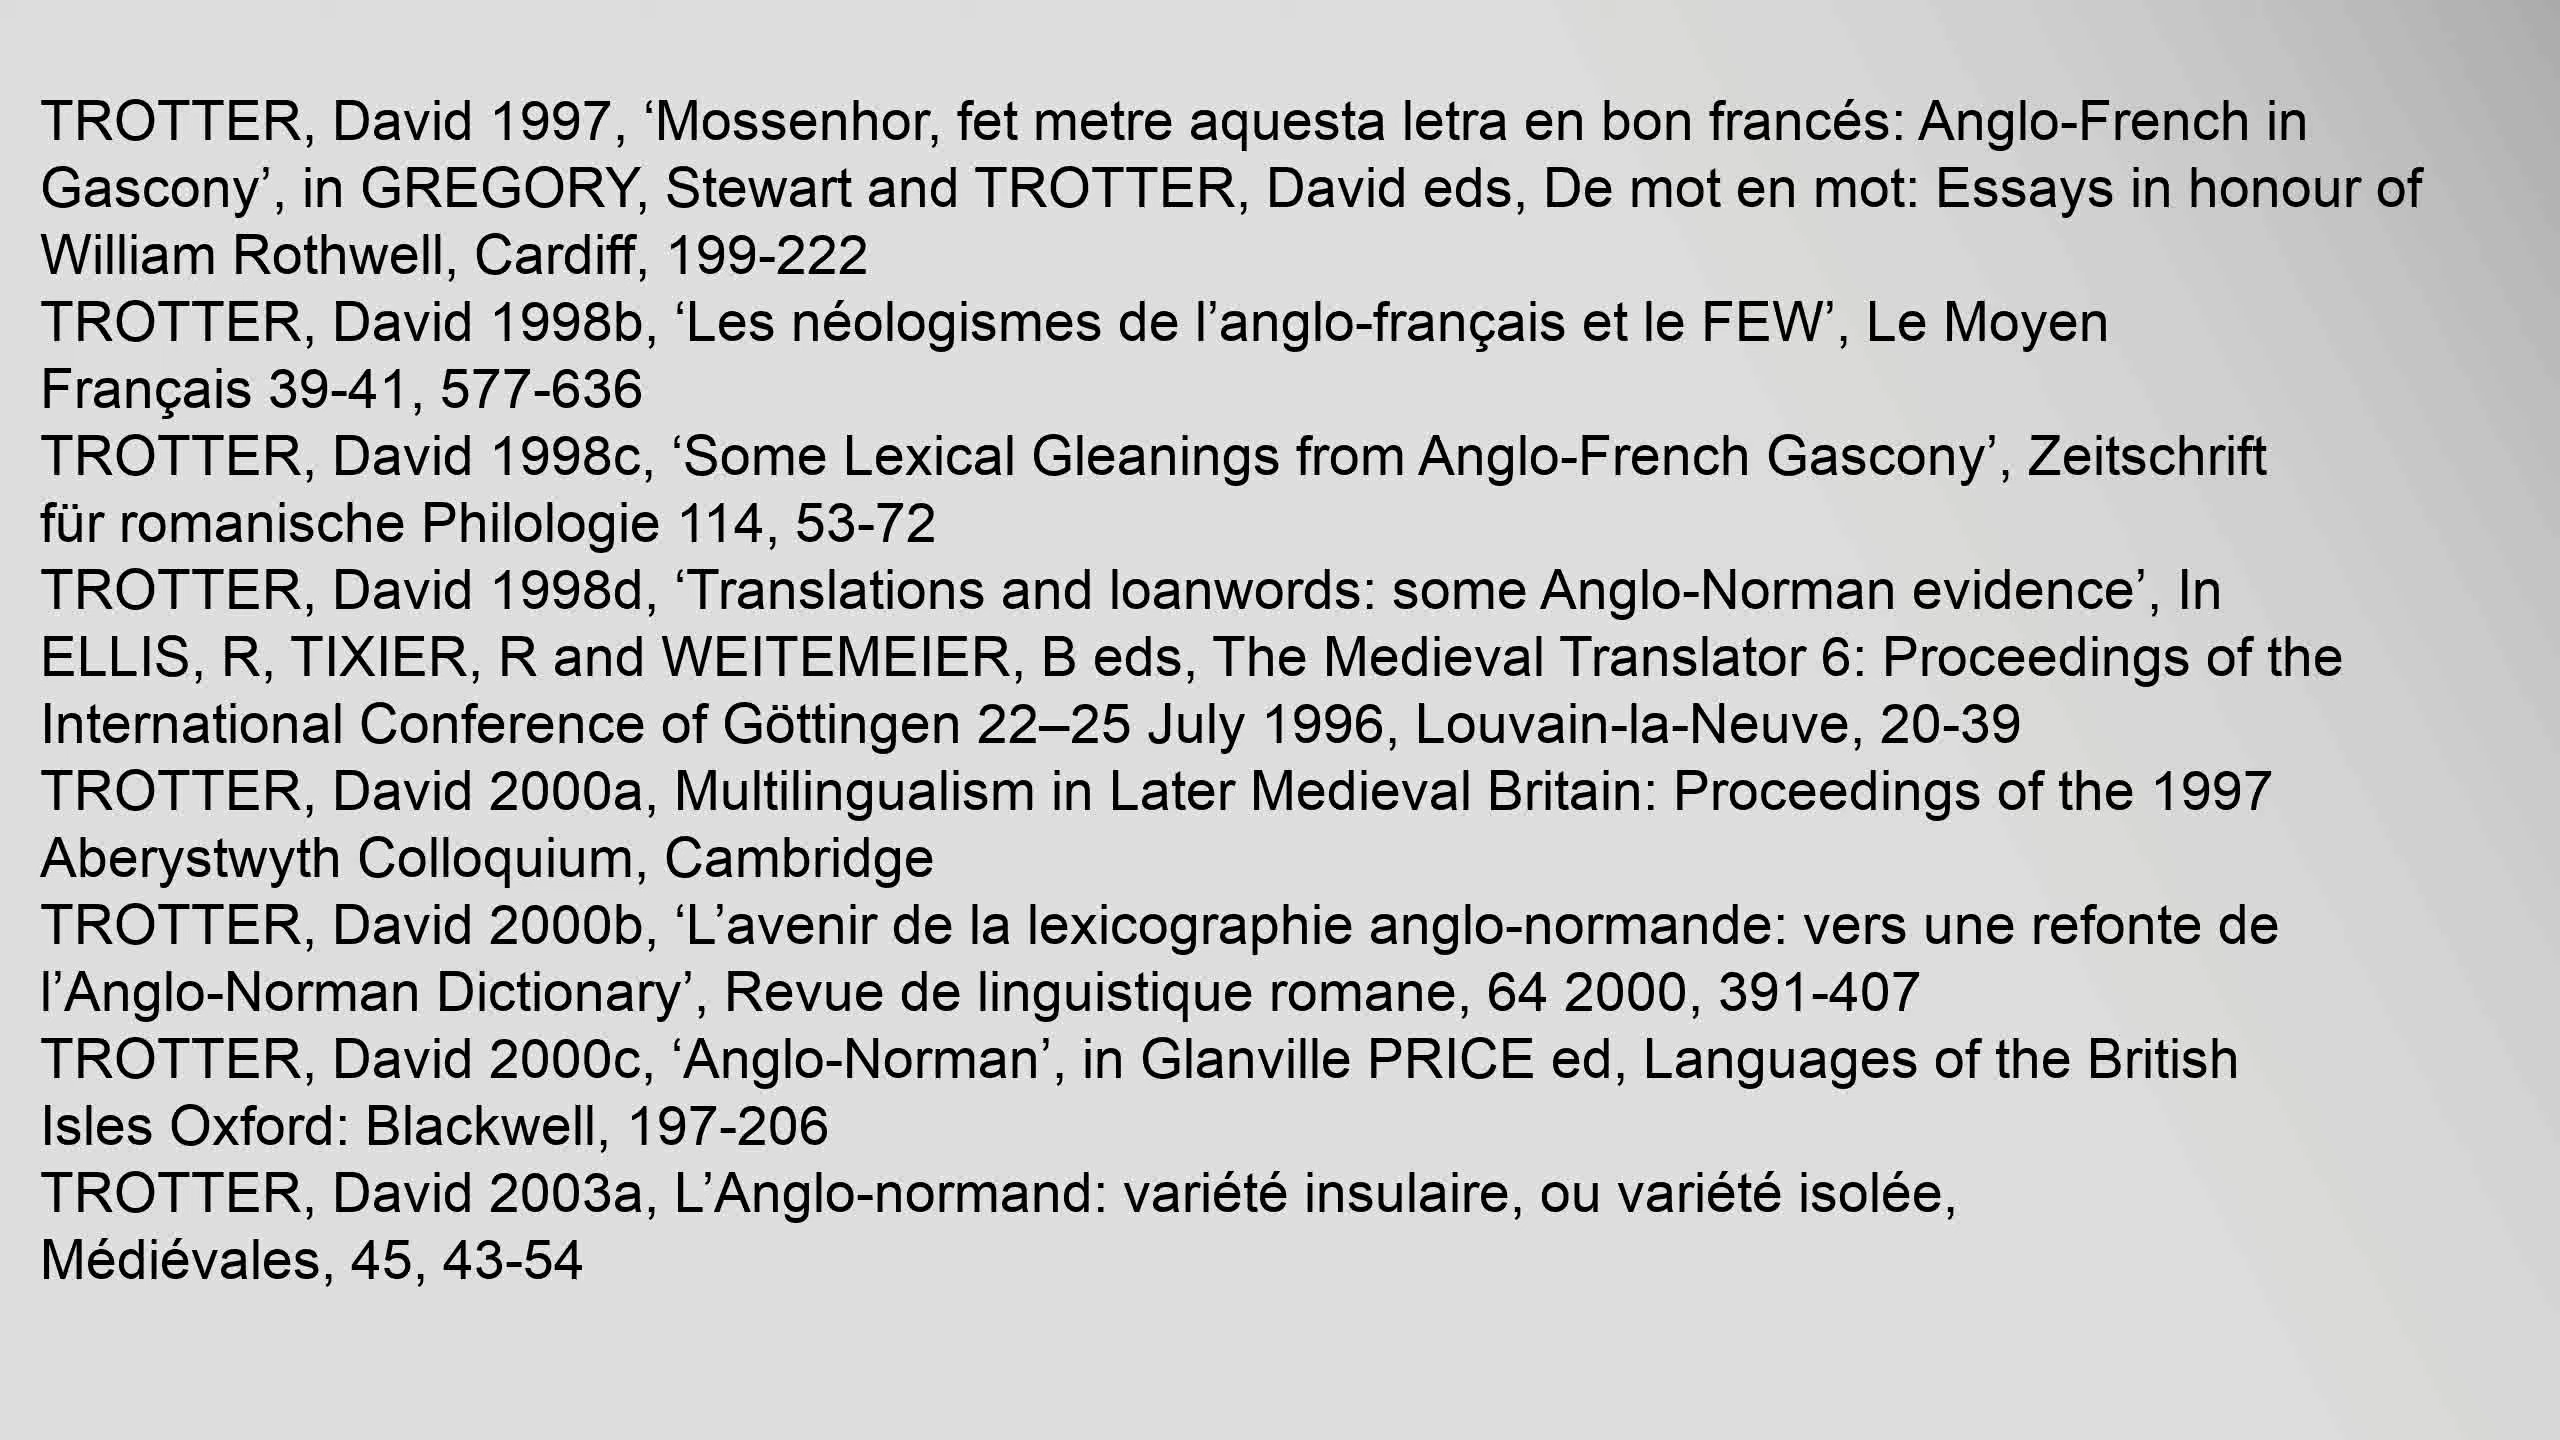 TROTTER, David 1997, ‘Mossenhor, fet metre aquesta letra en bon francés: Anglo-French in
Gascony’, in GREGORY, Stewart and TROTTER, David eds, De mot en mot: Essays in honour of
William Rothwell, Cardiff, 199-222
TROTTER, David 1998b, ‘Les néologismes de l’anglo-français et le FEW’, Le Moyen
Français 39-41, 577-636
TROTTER, David 1998c, ‘Some Lexical Gleanings from Anglo-French Gascony’, Zeitschrift
für romanische Philologie 114, 53-72
TROTTER, David 1998d, ‘Translations and loanwords: some Anglo-Norman evidence’, In
ELLIS, R, TIXIER, R and WEITEMEIER, B eds, The Medieval Translator 6: Proceedings of the
International Conference of Göttingen 22–25 July 1996, Louvain-la-Neuve, 20-39
TROTTER, David 2000a, Multilingualism in Later Medieval Britain: Proceedings of the 1997
Aberystwyth Colloquium, Cambridge
TROTTER, David 2000b, ‘L’avenir de la lexicographie anglo-normande: vers une refonte de
l’Anglo-Norman Dictionary’, Revue de linguistique romane, 64 2000, 391-407
TROTTER, David 2000c, ‘Anglo-Norman’, in Glanville PRICE ed, Languages of the British
Isles Oxford: Blackwell, 197-206
TROTTER, David 2003a, L’Anglo-normand: variété insulaire, ou variété isolée,
Médiévales, 45, 43-54